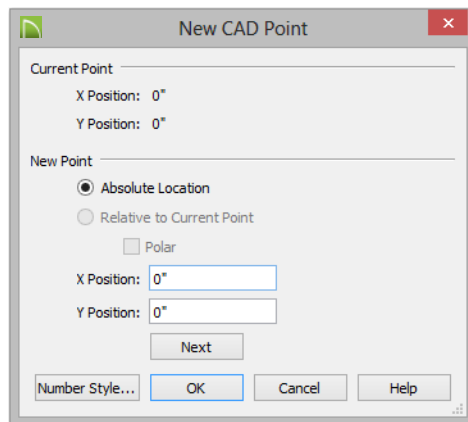 New CAD Point
Current Point
X Position: 0"
Y Position: 0"
New Point
Absolute Location
Relative to Current Point
Polar
X Position: 0"
Y Position: 0"
Next
Number Style... OK Cancel Help